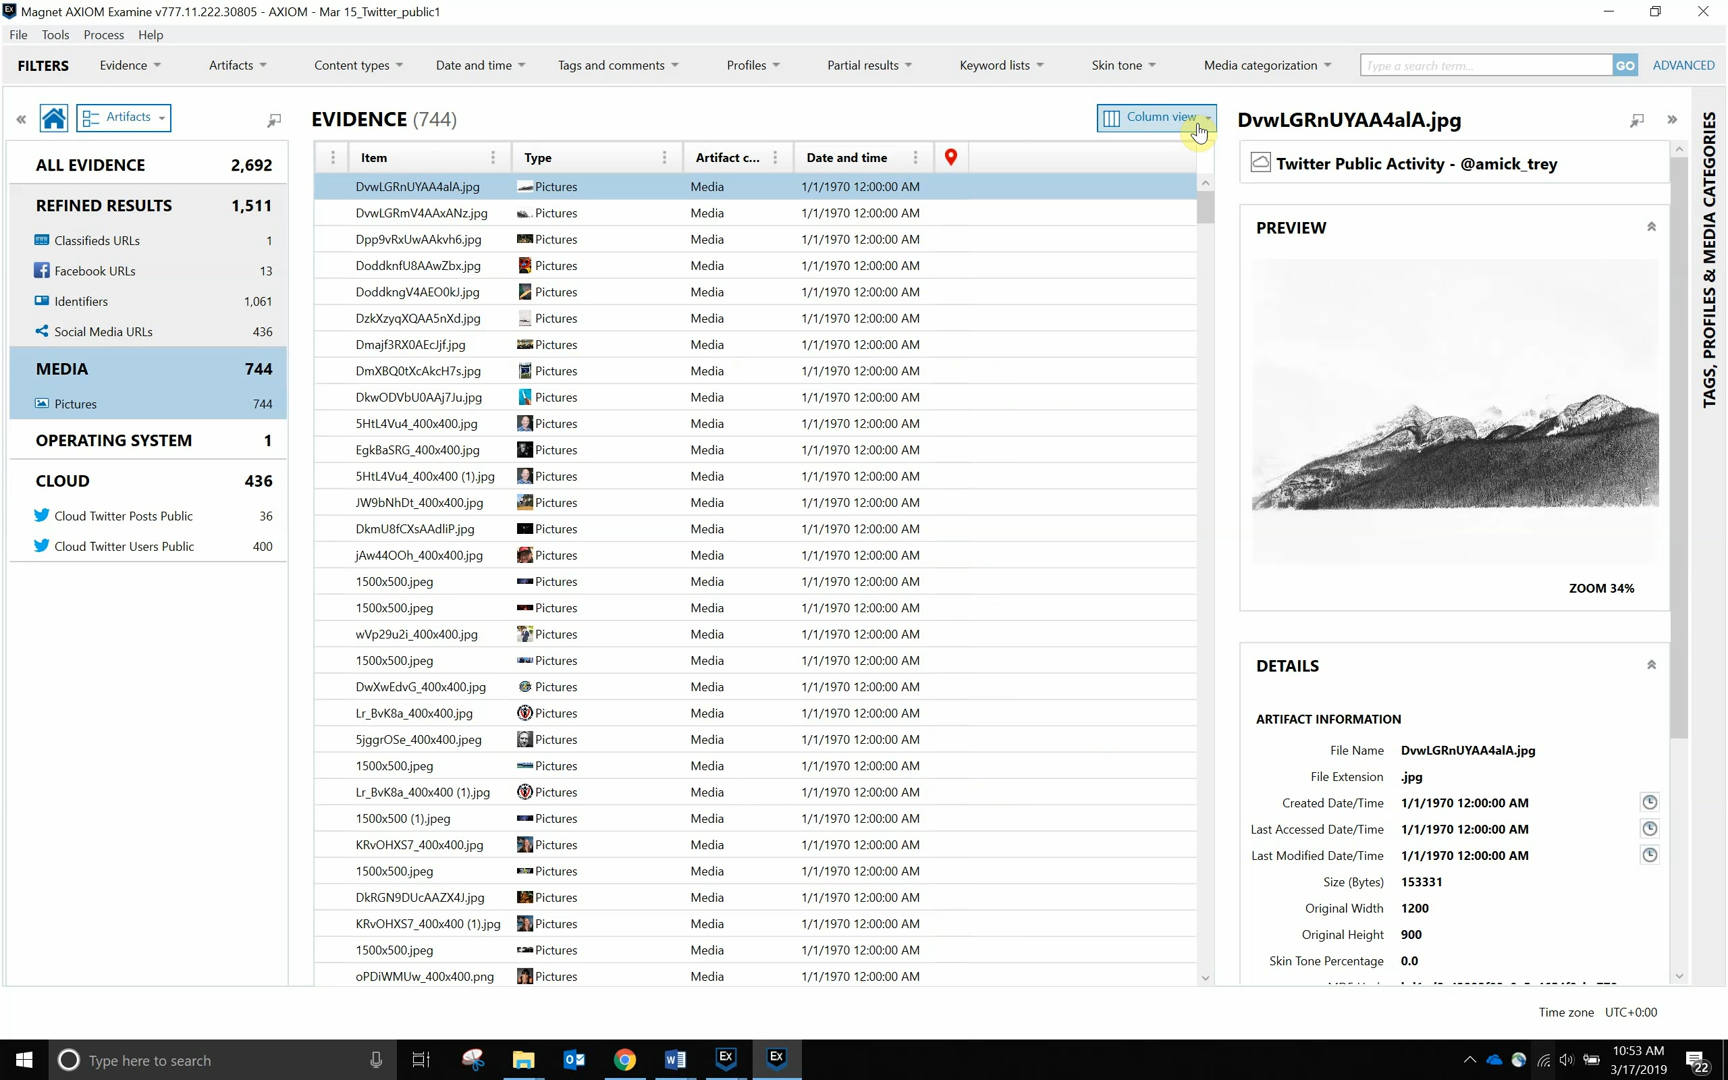 Magnet AXIOM Examine v777.11.222.30805 - AXIOM - Mar 15_Twitter_public1
File Tools Process Help
FILTERS Evidence Artifacts Content types Date and time Tags and comments Profiles Partial results Keyword lists Skin tone Media categorization Type a search term... GO ADVANCED
Artifacts
EVIDENCE (744)
Column view
DvwLGRnUYAA4alA.jpg
ALL EVIDENCE 2,692
REFINED RESULTS 1,511
Classifieds URLs 1
Facebook URLs 13
Identifiers 1,061
Social Media URLs 436
MEDIA 744
Pictures 744
OPERATING SYSTEM 1
CLOUD 436
Cloud Twitter Posts Public 36
Cloud Twitter Users Public 400
Item Type Artifact c... Date and time
DvwLGRnUYAA4alA.jpg Pictures Media 1/1/1970 12:00:00 AM
DvwLGRmV4AAxANz.jpg Pictures Media 1/1/1970 12:00:00 AM
Dpp9vRxUwAAkvh6.jpg Pictures Media 1/1/1970 12:00:00 AM
DoddknfU8AAwZbx.jpg Pictures Media 1/1/1970 12:00:00 AM
DoddkngV4AEO0kJ.jpg Pictures Media 1/1/1970 12:00:00 AM
DzkXzyqXQAA5nXd.jpg Pictures Media 1/1/1970 12:00:00 AM
Dmajf3RX0AEcJjf.jpg Pictures Media 1/1/1970 12:00:00 AM
DmXBQ0tXcAkcH7s.jpg Pictures Media 1/1/1970 12:00:00 AM
DkwODVbU0AAj7Ju.jpg Pictures Media 1/1/1970 12:00:00 AM
5HtL4Vu4_400x400.jpg Pictures Media 1/1/1970 12:00:00 AM
EgkBaSRG_400x400.jpg Pictures Media 1/1/1970 12:00:00 AM
5HtL4Vu4_400x400 (1).jpg Pictures Media 1/1/1970 12:00:00 AM
JW9bNhDt_400x400.jpg Pictures Media 1/1/1970 12:00:00 AM
DkmU8fCXsAAdliP.jpg Pictures Media 1/1/1970 12:00:00 AM
jAw44OOh_400x400.jpg Pictures Media 1/1/1970 12:00:00 AM
1500x500.jpeg Pictures Media 1/1/1970 12:00:00 AM
1500x500.jpeg Pictures Media 1/1/1970 12:00:00 AM
wVp29u2i_400x400.jpg Pictures Media 1/1/1970 12:00:00 AM
1500x500.jpeg Pictures Media 1/1/1970 12:00:00 AM
DwXwEdvG_400x400.jpg Pictures Media 1/1/1970 12:00:00 AM
Lr_BvK8a_400x400.jpg Pictures Media 1/1/1970 12:00:00 AM
5jggrOSe_400x400.jpeg Pictures Media 1/1/1970 12:00:00 AM
1500x500.jpeg Pictures Media 1/1/1970 12:00:00 AM
Lr_BvK8a_400x400 (1).jpg Pictures Media 1/1/1970 12:00:00 AM
1500x500 (1).jpeg Pictures Media 1/1/1970 12:00:00 AM
KRvOHXS7_400x400.jpg Pictures Media 1/1/1970 12:00:00 AM
1500x500.jpeg Pictures Media 1/1/1970 12:00:00 AM
DkRGN9DUcAAZX4J.jpg Pictures Media 1/1/1970 12:00:00 AM
KRvOHXS7_400x400 (1).jpg Pictures Media 1/1/1970 12:00:00 AM
1500x500.jpeg Pictures Media 1/1/1970 12:00:00 AM
oPDiWMUw_400x400.png Pictures Media 1/1/1970 12:00:00 AM
Twitter Public Activity - @amick_trey
PREVIEW
ZOOM 34%
DETAILS
ARTIFACT INFORMATION
File Name DvwLGRnUYAA4alA.jpg
File Extension .jpg
Created Date/Time 1/1/1970 12:00:00 AM
Last Accessed Date/Time 1/1/1970 12:00:00 AM
Last Modified Date/Time 1/1/1970 12:00:00 AM
Size (Bytes) 153331
Original Width 1200
Original Height 900
Skin Tone Percentage 0.0
TAGS, PROFILES & MEDIA CATEGORIES
Time zone UTC+0:00
Type here to search
10:53 AM
3/17/2019
22